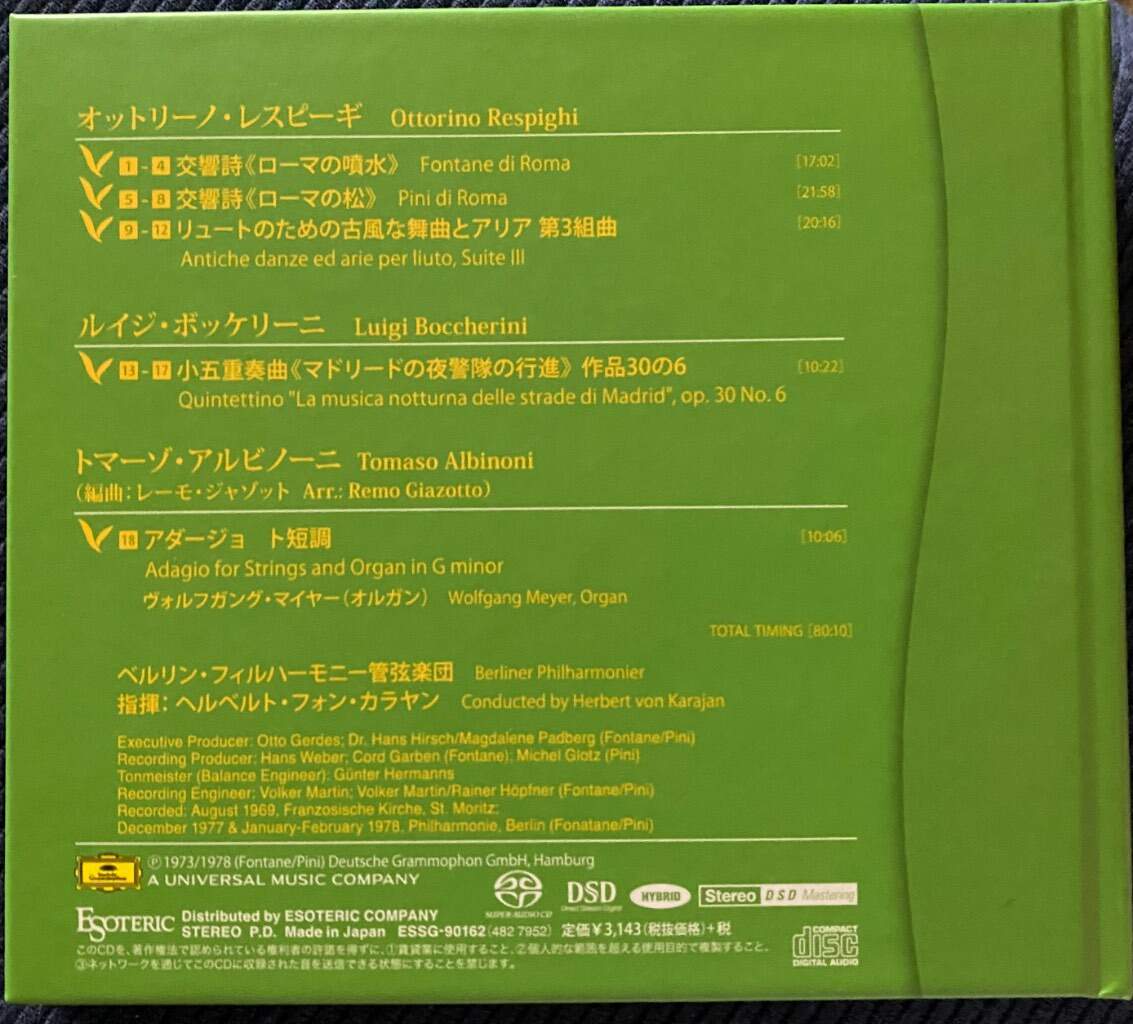 オットリーノ・レスピーギ Ottorino Respighi
1-4 交響詩《ローマの噴水》 Fontane di Roma [17:02]
5-8 交響詩《ローマの松》 Pini di Roma [21:58]
9-12 リュートのための古風な舞曲とアリア 第3組曲 [20:16]
Antiche danze ed arie per liuto, Suite III
ルイジ・ボッケリーニ Luigi Boccherini
13-17 小五重奏曲《マドリードの夜警隊の行進》 作品30の6 [10:22]
Quintettino "La musica notturna delle strade di Madrid", op. 30 No. 6
トマーゾ・アルビノーニ Tomaso Albinoni
(編曲:レーモ・ジャゾット Arr.: Remo Giazotto)
18 アダージョ ト短調 [10:06]
Adagio for Strings and Organ in G minor
ヴォルフガング・マイヤー(オルガン) Wolfgang Meyer, Organ
TOTAL TIMING [80:10]
ベルリン・フィルハーモニー管弦楽団 Berliner Philharmonier
指揮: ヘルベルト・フォン・カラヤン Conducted by Herbert von Karajan
Executive Producer: Otto Gerdes; Dr. Hans Hirsch/Magdalene Padberg (Fontane/Pini)
Recording Producer: Hans Weber; Cord Garben (Fontane); Michel Glotz (Pini)
Tonmeister (Balance Engineer): Günter Hermanns
Recording Engineer: Volker Martin; Volker Martin/Rainer Höpfner (Fontane/Pini)
Recorded: August 1969, Franzosische Kirche, St. Moritz;
December 1977 & January-February 1978, Philharmonie, Berlin (Fonatane/Pini)
Deutsche Grammophon
℗1973/1978 (Fontane/Pini) Deutsche Grammophon GmbH, Hamburg
A UNIVERSAL MUSIC COMPANY
SUPER AUDIO CD
DSD
Direct Stream Digital
HYBRID
Stereo DSD Mastering
ESOTERIC
Distributed by ESOTERIC COMPANY
STEREO P.D. Made in Japan ESSG-90162(482 7952) 定価¥3,143(税抜価格)+税
このCDを、著作権法で認められている権利者の許諾を得ずに、①賃貸業に使用すること、②個人的な範囲を超える使用目的で複製すること、
③ネットワークを通じてこのCDに収録された音を送信できる状態にすることを禁じます。
COMPACT
disc
DIGITAL AUDIO